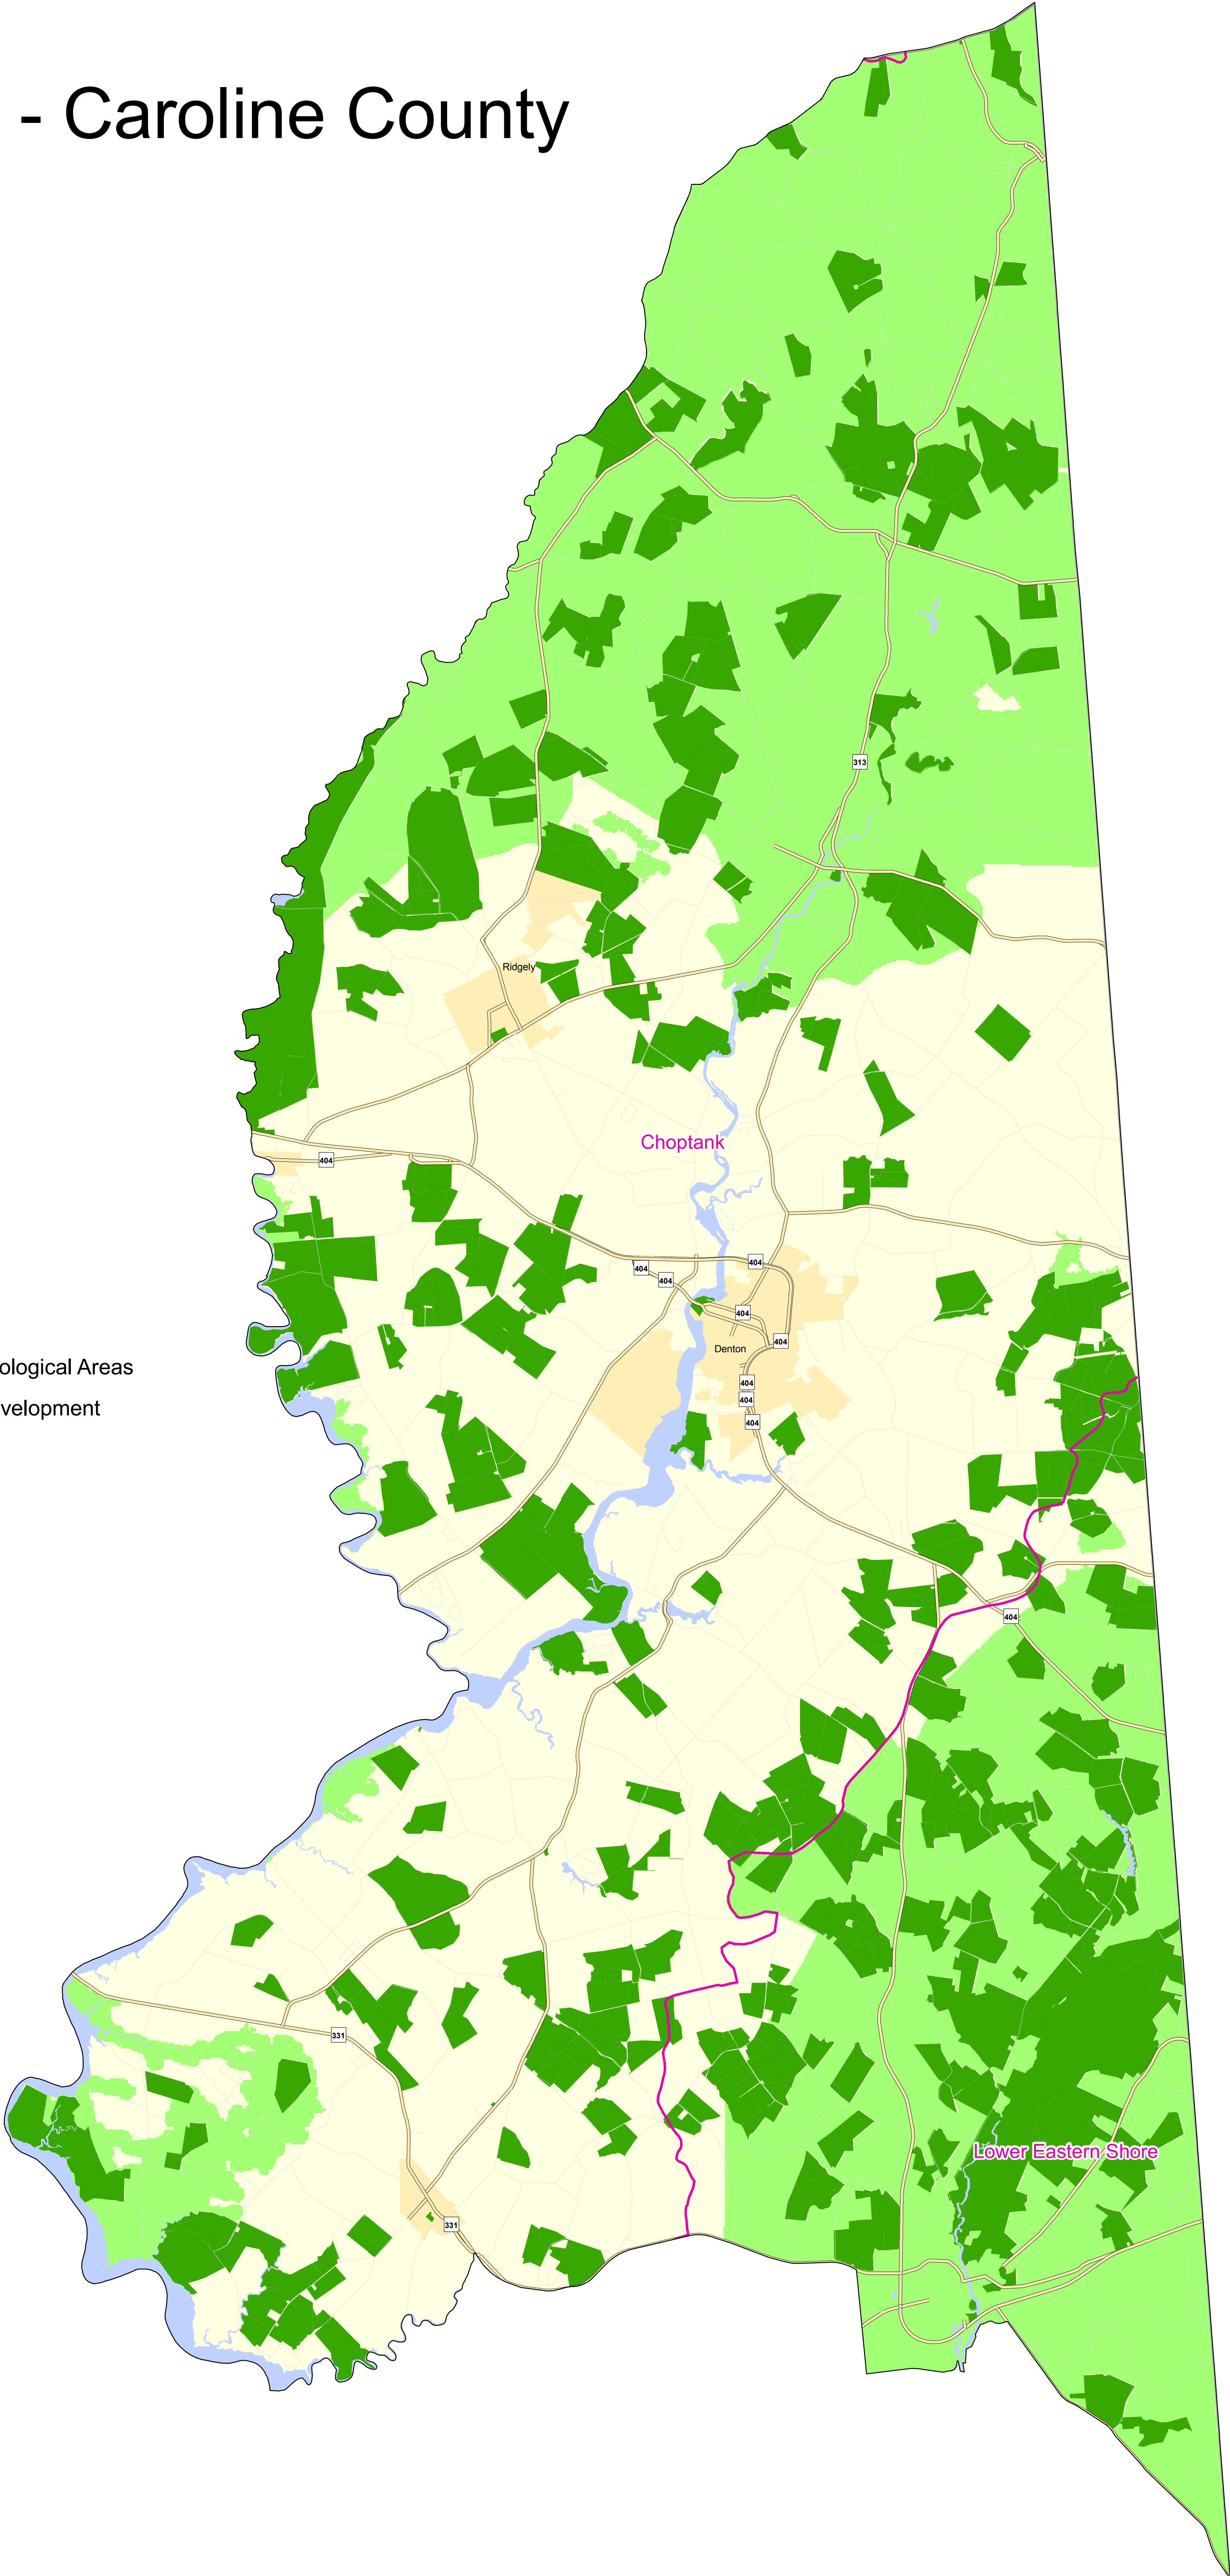 - Caroline County
313
Ridgely
Choptank
404
404
404
404
404
Denton
404
ological Areas
404
velopment
404
404
404
331
Lower Eastern Shore
331